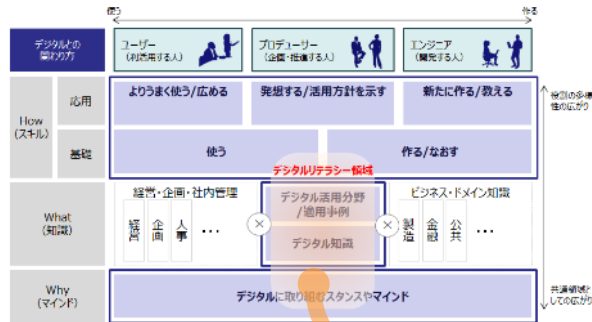 使う
作る
デジタルとの
関わり方
ユーザー
(利活用する人)
プロデューサー
(企画・推進する人)
エンジニア
(開発する人)
How
(スキル)
応用
よりうまく使う/広める
発想する/活用方針を示す
新たに作る/教える
役割の多様
性の広がり
基礎
使う
作る/なおす
デジタルリテラシー領域
What
(知識)
経営・企画・社内管理
経営
企画
人事
•••
デジタル活用分野
/適用事例
デジタル知識
ビジネス・ドメイン知識
製造
金融
公共
•••
Why
(マインド)
デジタルに取り組むスタンスやマインド
共通領域と
しての広がり